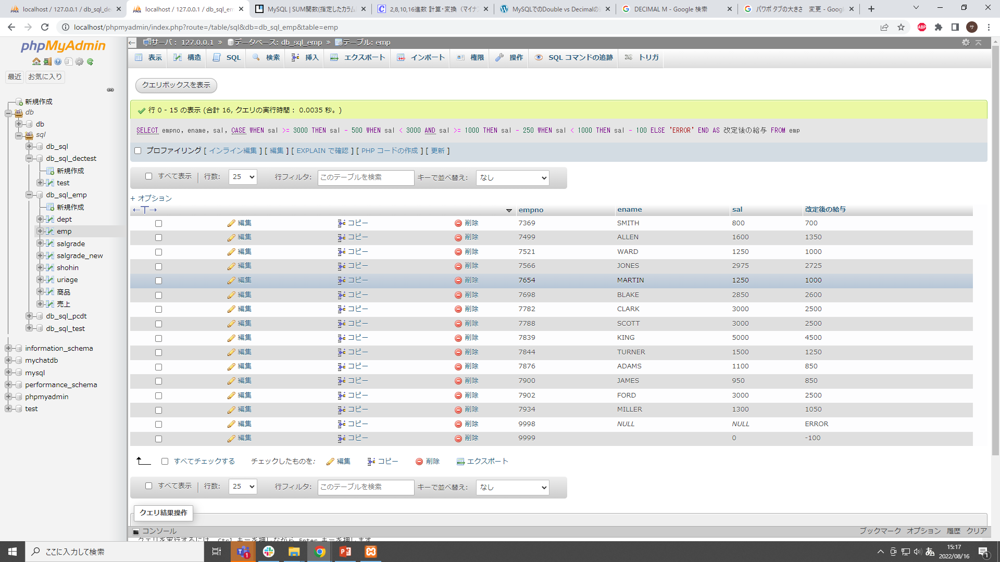 localhost / 127.0.0.1 / db_sql_de
localhost / 127.0.0.1 / db_sql_em
MySQL | SUM関数(指定したカラム
2,8,10,16進数 計算・変換（マイナ
MySQLでのDouble vs Decimalの
DECIMAL M - Google 検索
パワポ タブの大きさ 変更 - Goog
localhost/phpmyadmin/index.php?route=/table/sql&db=db_sql_emp&table=emp
ABP
サ
phpMyAdmin
最近 お気に入り
新規作成
db
db
sql
db_sql
db_sql_dectest
新規作成
test
db_sql_emp
新規作成
dept
emp
salgrade
salgrade_new
shohin
uriage
商品
売上
db_sql_pcdt
db_sql_test
information_schema
mychatdb
mysql
performance_schema
phpmyadmin
test
サーバ: 127.0.0.1 » データベース: db_sql_emp » テーブル: emp
表示 構造 SQL 検索 挿入 エクスポート インポート 権限 操作 SQL コマンドの追跡 トリガ
クエリボックスを表示
行 0 - 15 の表示 (合計 16, クエリの実行時間： 0.0035 秒。)
SELECT empno, ename, sal, CASE WHEN sal >= 3000 THEN sal - 500 WHEN sal < 3000 AND sal >= 1000 THEN sal - 250 WHEN sal < 1000 THEN sal - 100 ELSE 'ERROR' END AS 改定後の給与 FROM emp
プロファイリング [ インライン編集 ] [ 編集 ] [ EXPLAIN で確認 ] [ PHP コードの作成 ] [ 更新 ]
すべて表示 行数: 25 行フィルタ: このテーブルを検索 キーで並べ替え: なし
+ オプション
←T→ empno ename sal 改定後の給与
編集 コピー 削除 7369 SMITH 800 700
編集 コピー 削除 7499 ALLEN 1600 1350
編集 コピー 削除 7521 WARD 1250 1000
編集 コピー 削除 7566 JONES 2975 2725
編集 コピー 削除 7654 MARTIN 1250 1000
編集 コピー 削除 7698 BLAKE 2850 2600
編集 コピー 削除 7782 CLARK 3000 2500
編集 コピー 削除 7788 SCOTT 3000 2500
編集 コピー 削除 7839 KING 5000 4500
編集 コピー 削除 7844 TURNER 1500 1250
編集 コピー 削除 7876 ADAMS 1100 850
編集 コピー 削除 7900 JAMES 950 850
編集 コピー 削除 7902 FORD 3000 2500
編集 コピー 削除 7934 MILLER 1300 1050
編集 コピー 削除 9998 NULL NULL ERROR
編集 コピー 削除 9999 0 -100
すべてチェックする チェックしたものを: 編集 コピー 削除 エクスポート
すべて表示 行数: 25 行フィルタ: このテーブルを検索 キーで並べ替え: なし
クエリ結果操作
コンソール ブックマーク オプション 履歴 クリア
クエリを実行するには、Ctrl キーを押しながら Enter キーを押します
ここに入力して検索
1
あ
15:17
2022/08/16
1